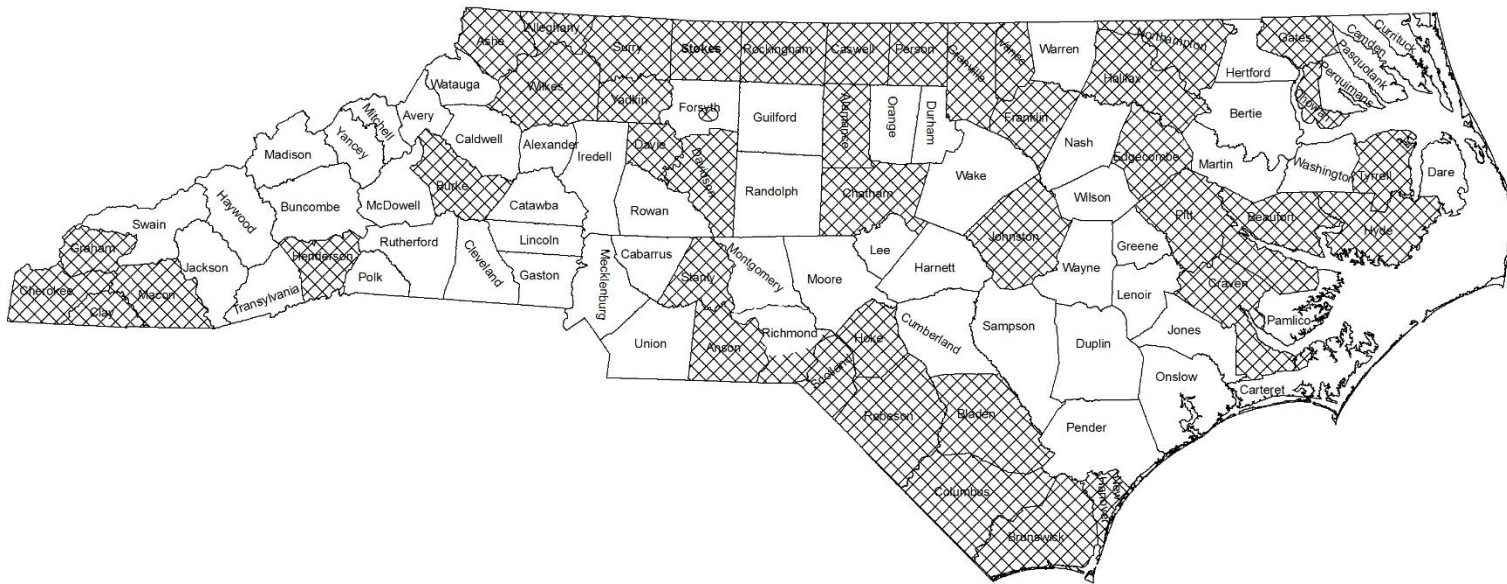 Ashe
Alleghany
Surry
Stokes
Rockingham
Caswell
Person
Granville
Vance
Warren
Northampton
Gates
Camden
Currituck
Pasquotank
Perquimans
Chowan
Hertford
Halifax
Watauga
Wilkes
Yadkin
Forsyth
Guilford
Alamance
Orange
Durham
Franklin
Nash
Bertie
Mitchell
Avery
Yancey
Caldwell
Alexander
Iredell
Davie
Davidson
Edgecombe
Martin
Washington
Tyrrell
Dare
Madison
Burke
McDowell
Catawba
Rowan
Randolph
Chatham
Wake
Wilson
Haywood
Buncombe
Swain
Pitt
Beaufort
Hyde
Graham
Henderson
Rutherford
Cleveland
Lincoln
Gaston
Mecklenburg
Cabarrus
Stanly
Montgomery
Moore
Lee
Harnett
Johnston
Wayne
Greene
Lenoir
Craven
Cherokee
Clay
Macon
Jackson
Transylvania
Polk
Union
Anson
Richmond
Scotland
Hoke
Cumberland
Sampson
Duplin
Jones
Pamlico
Onslow
Carteret
Robeson
Bladen
Pender
Columbus
Brunswick
New
Hanover